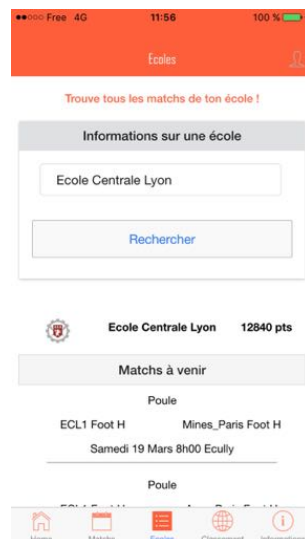 Free 4G 11:56 100 %
Ecoles
Trouve tous les matchs de ton école !
Informations sur une école
Ecole Centrale Lyon
Rechercher
Ecole Centrale Lyon 12840 pts
Matchs à venir
Poule
ECL1 Foot H Mines_Paris Foot H
Samedi 19 Mars 8h00 Ecully
Poule
Home Matchs Ecoles Classement Informations